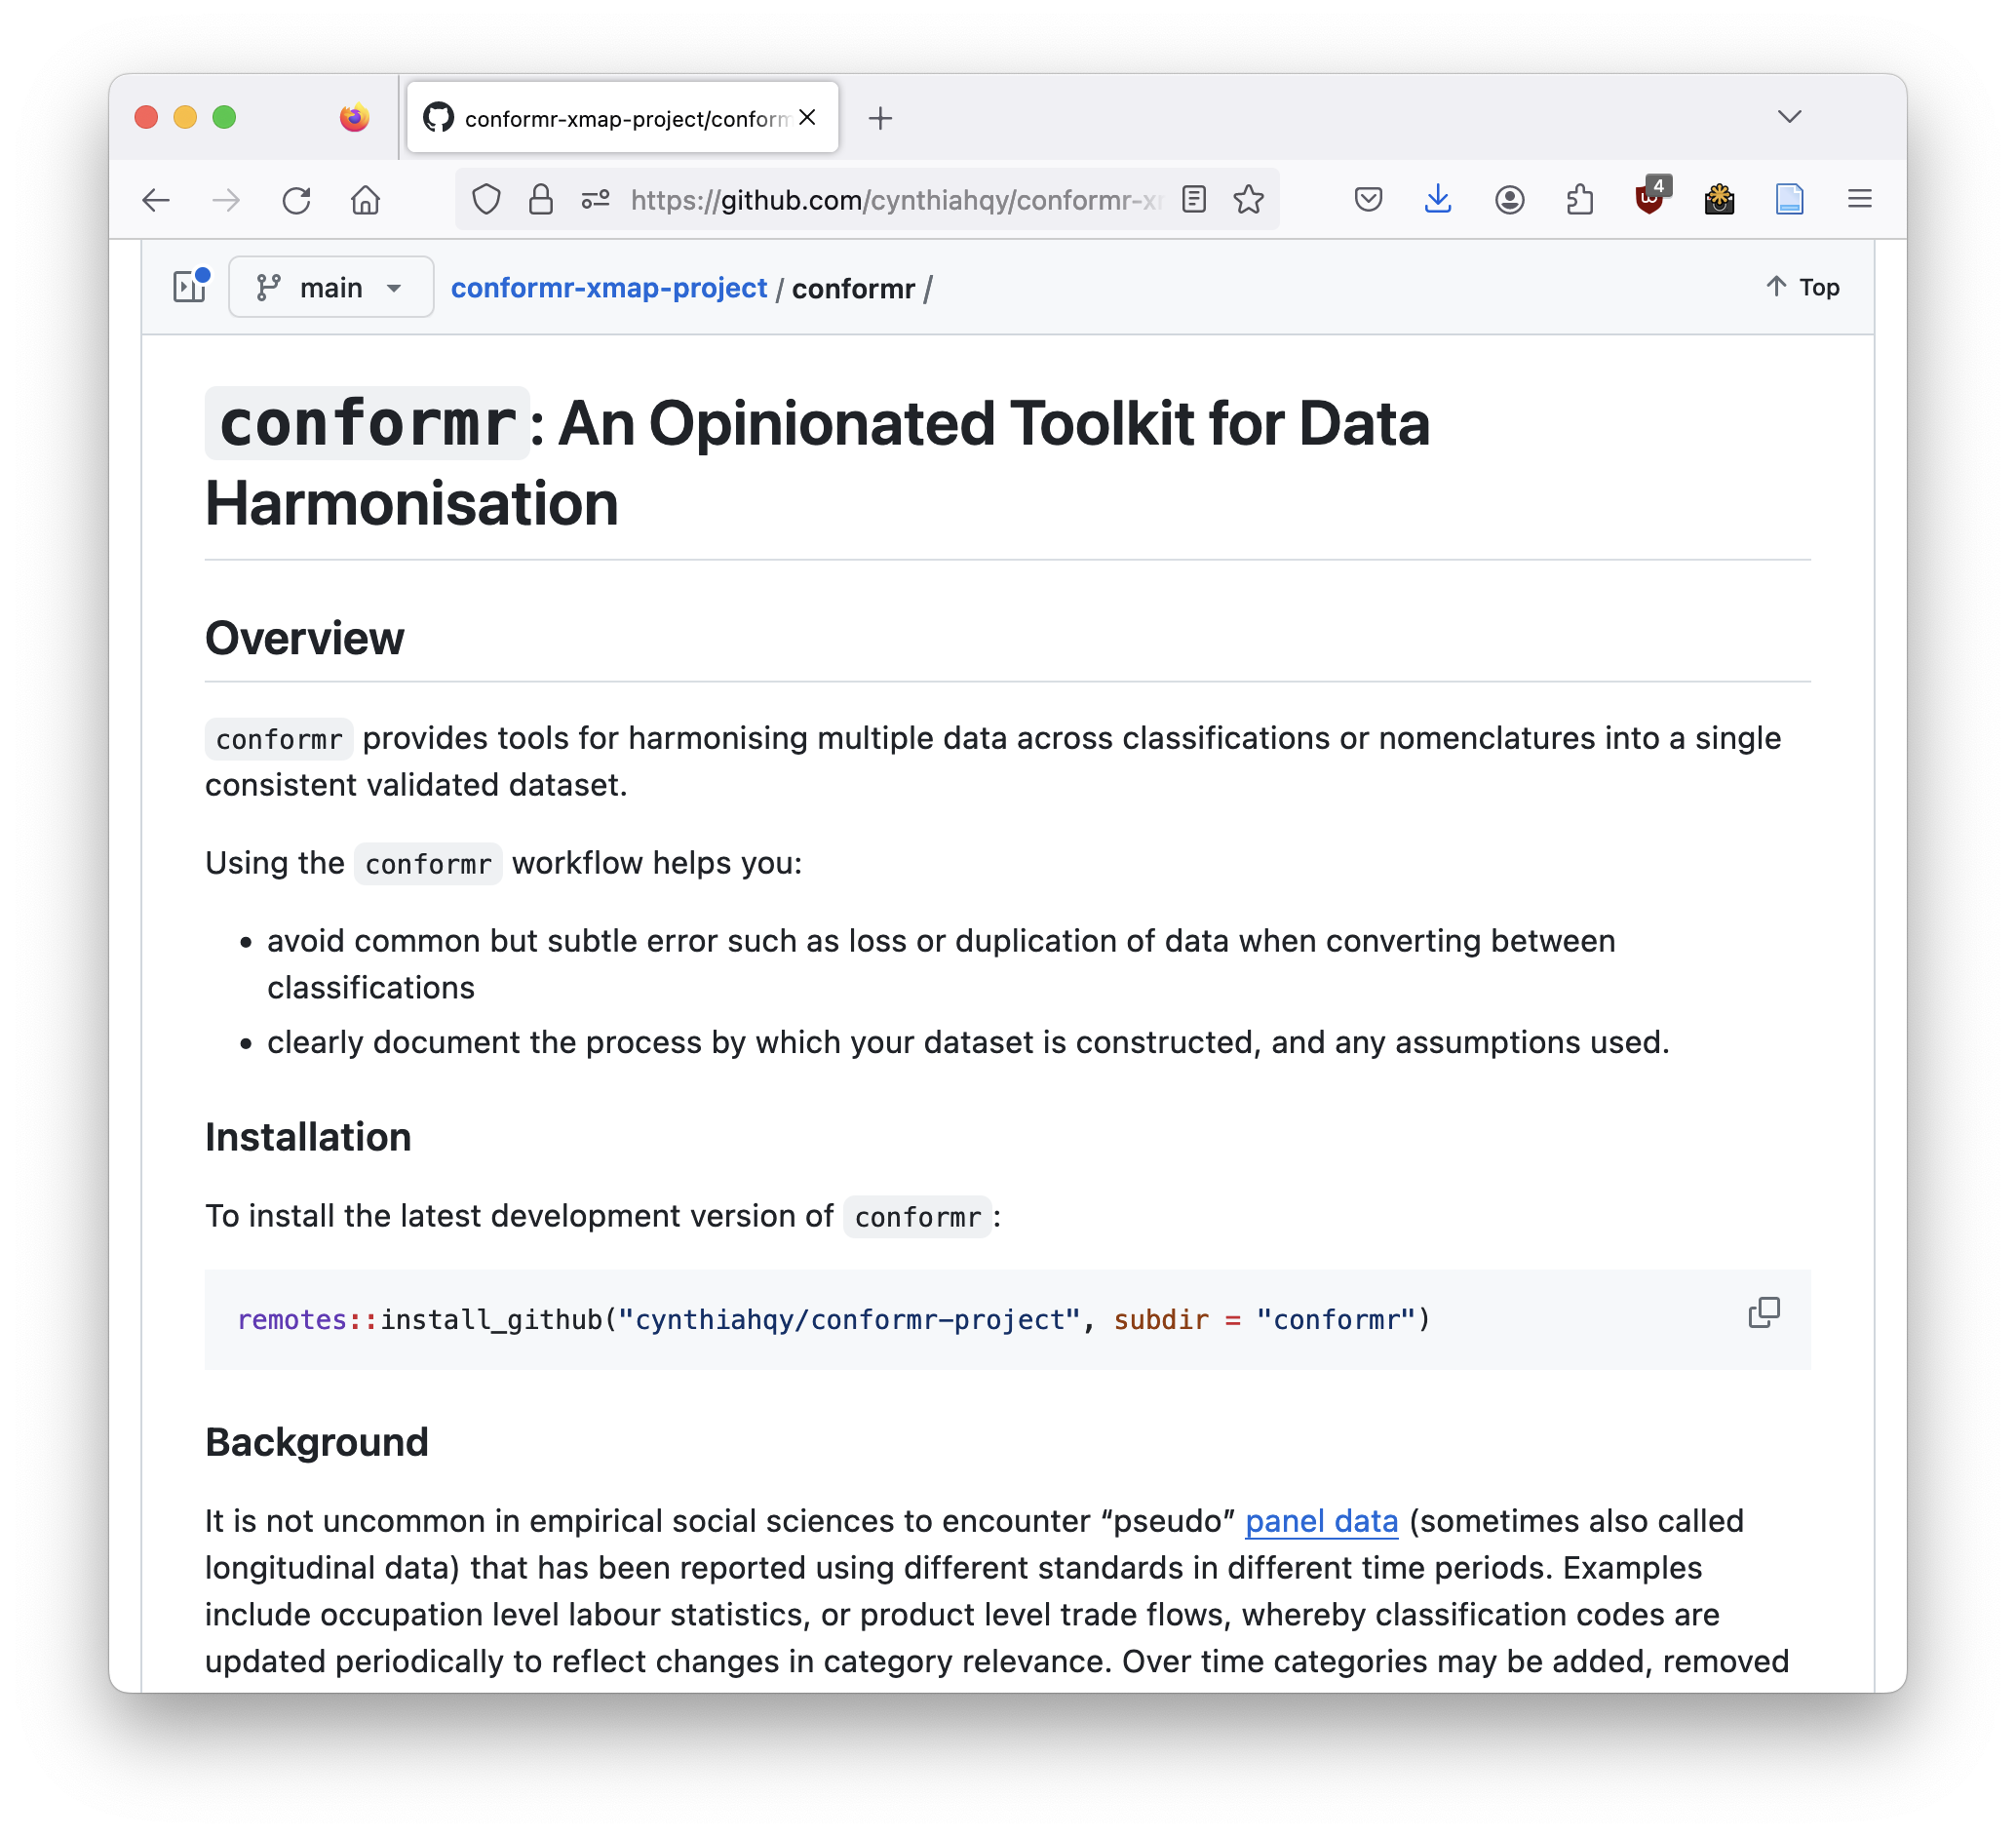 conformr-xmap-project/conform
https://github.com/cynthiahqy/conformr-x
4
main
conformr-xmap-project / conformr /
Top
conformr: An Opinionated Toolkit for Data
Harmonisation
Overview
conformr provides tools for harmonising multiple data across classifications or nomenclatures into a single
consistent validated dataset.
Using the conformr workflow helps you:
• avoid common but subtle error such as loss or duplication of data when converting between
classifications
• clearly document the process by which your dataset is constructed, and any assumptions used.
Installation
To install the latest development version of conformr:
remotes::install_github("cynthiahqy/conformr-project", subdir = "conformr")
Background
It is not uncommon in empirical social sciences to encounter “pseudo” panel data (sometimes also called
longitudinal data) that has been reported using different standards in different time periods. Examples
include occupation level labour statistics, or product level trade flows, whereby classification codes are
updated periodically to reflect changes in category relevance. Over time categories may be added, removed